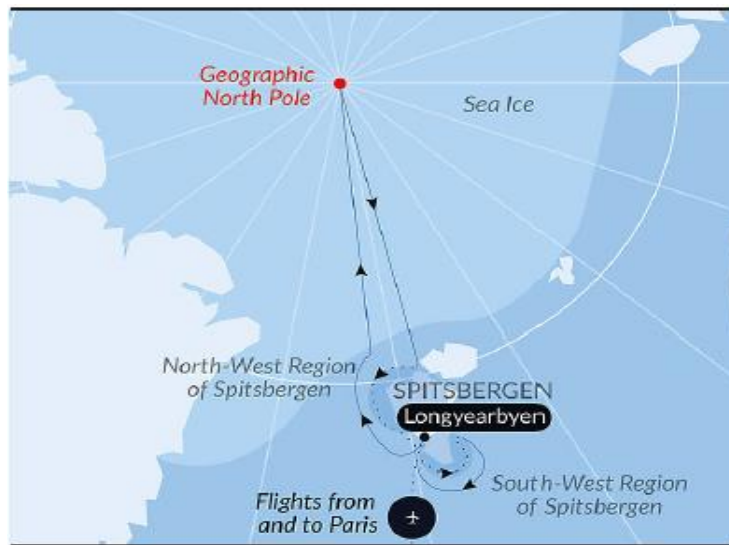 Geographic
North Pole
Sea Ice
North-West Region
of Spitsbergen
SPITSBERGEN
Longyearbyen
South-West Region
of Spitsbergen
Flights from
and to Paris